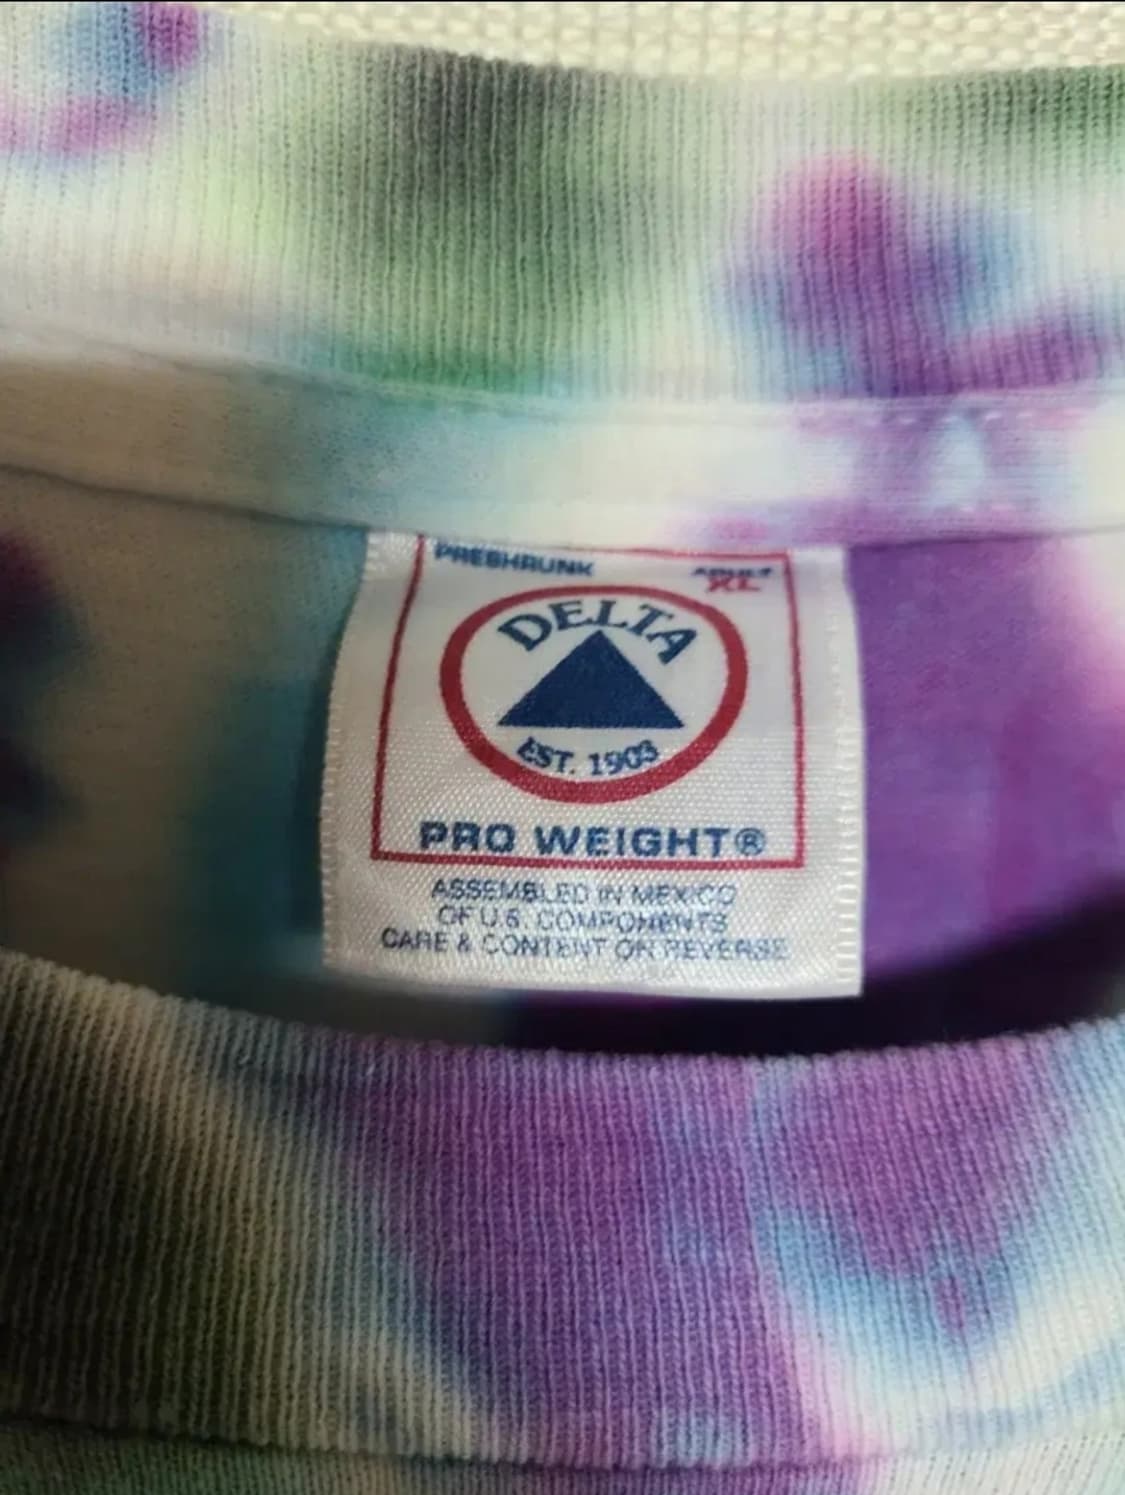 PRESHRUNK
ADULT
XL
DELTA
EST. 1903
PRO WEIGHT®
ASSEMBLED IN MEXICO
OF U.S. COMPONENTS
CARE & CONTENT ON REVERSE